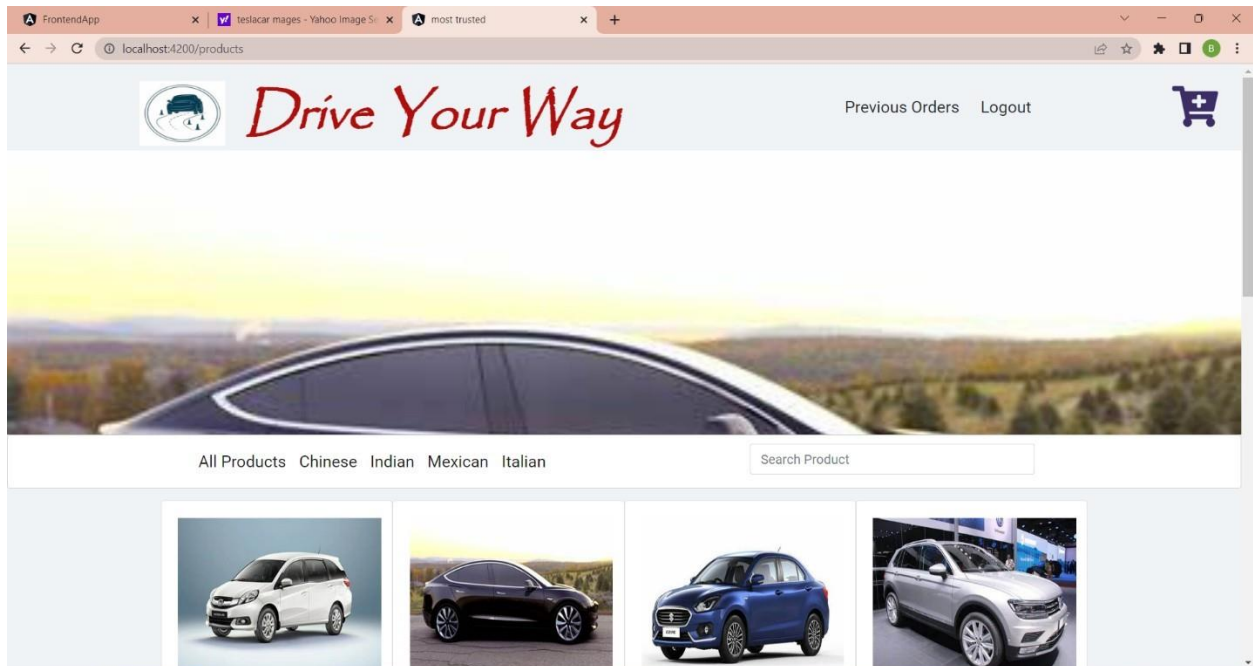 FrontendApp
teslacar mages - Yahoo Image Se
most trusted
localhost:4200/products
B
Drive Your Way
Previous Orders Logout
All Products Chinese Indian Mexican Italian
Search Product